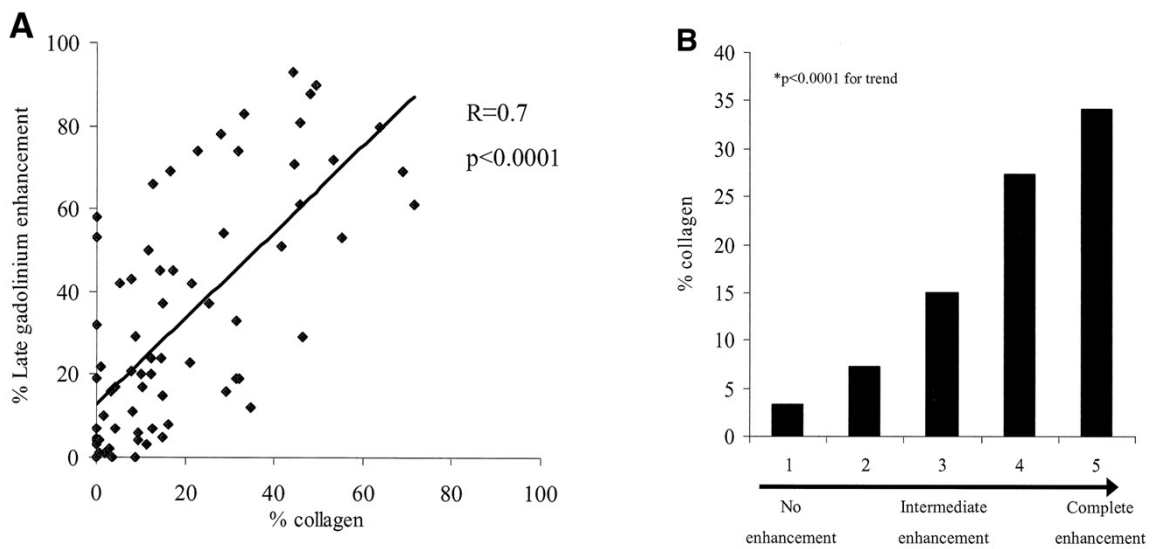 A
100
80
60
40
20
0
% Late gadolinium enhancement
R=0.7
p<0.0001
0 20 40 60 80 100
% collagen
B
40
35
30
25
20
15
10
5
0
% collagen
*p<0.0001 for trend
1 2 3 4 5
No Intermediate Complete
enhancement enhancement enhancement